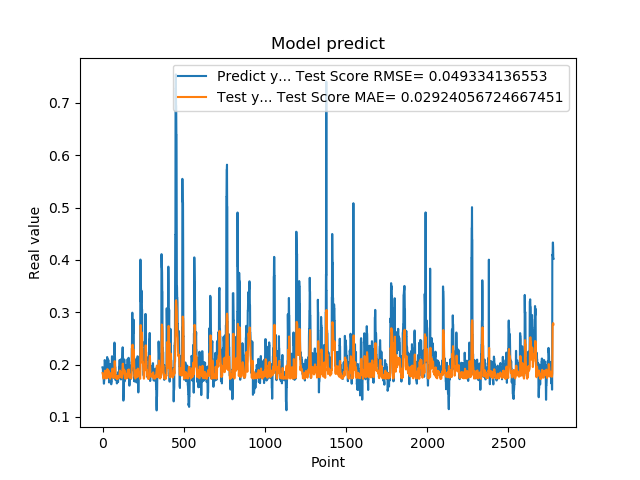 Model predict
Predict y... Test Score RMSE= 0.049334136553
Test y... Test Score MAE= 0.02924056724667451
0.7
0.6
0.5
0.4
0.3
0.2
0.1
Real value
0 500 1000 1500 2000 2500
Point